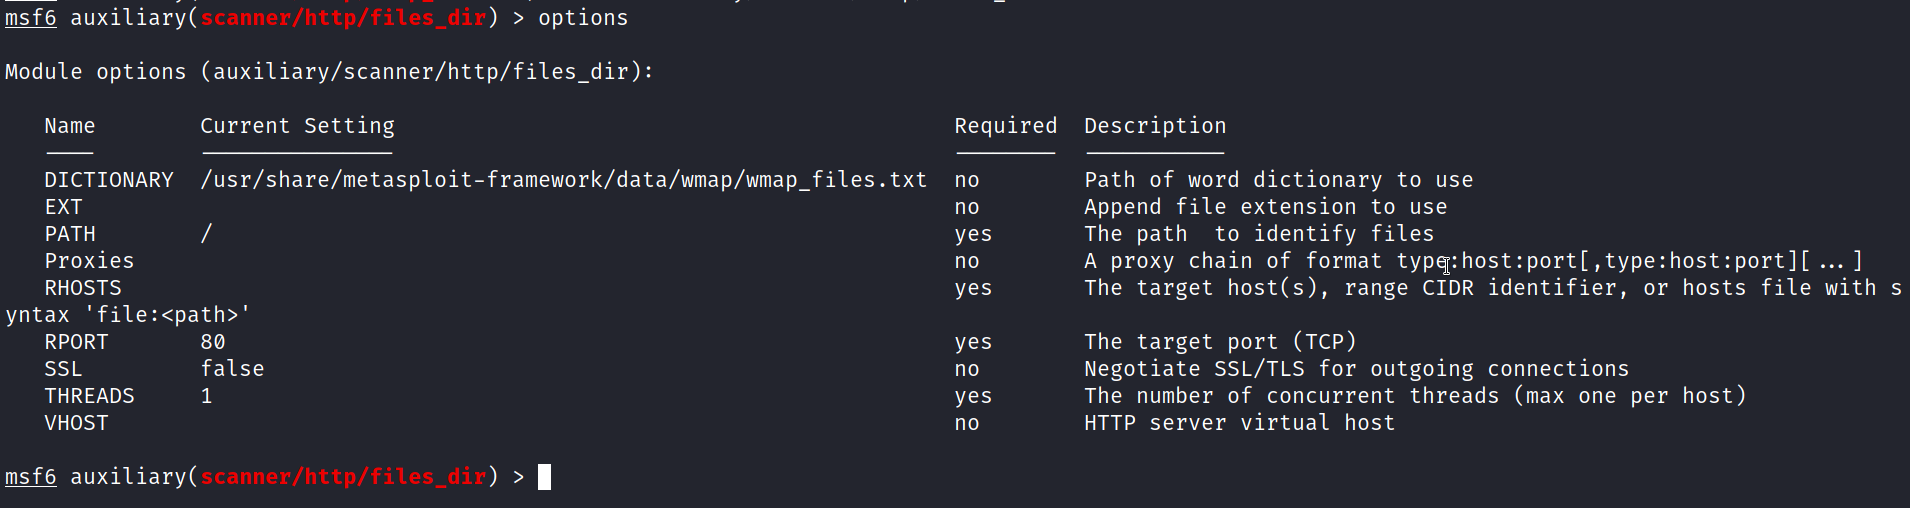 msf6 auxiliary(scanner/http/files_dir) > options
Module options (auxiliary/scanner/http/files_dir):
Name Current Setting Required Description
DICTIONARY /usr/share/metasploit-framework/data/wmap/wmap_files.txt no Path of word dictionary to use
EXT no Append file extension to use
PATH / yes The path  to identify files
Proxies no A proxy chain of format type:host:port[,type:host:port][...]
RHOSTS yes The target host(s), range CIDR identifier, or hosts file with s
yntax 'file:<path>'
RPORT 80 yes The target port (TCP)
SSL false no Negotiate SSL/TLS for outgoing connections
THREADS 1 yes The number of concurrent threads (max one per host)
VHOST no HTTP server virtual host
msf6 auxiliary(scanner/http/files_dir) >